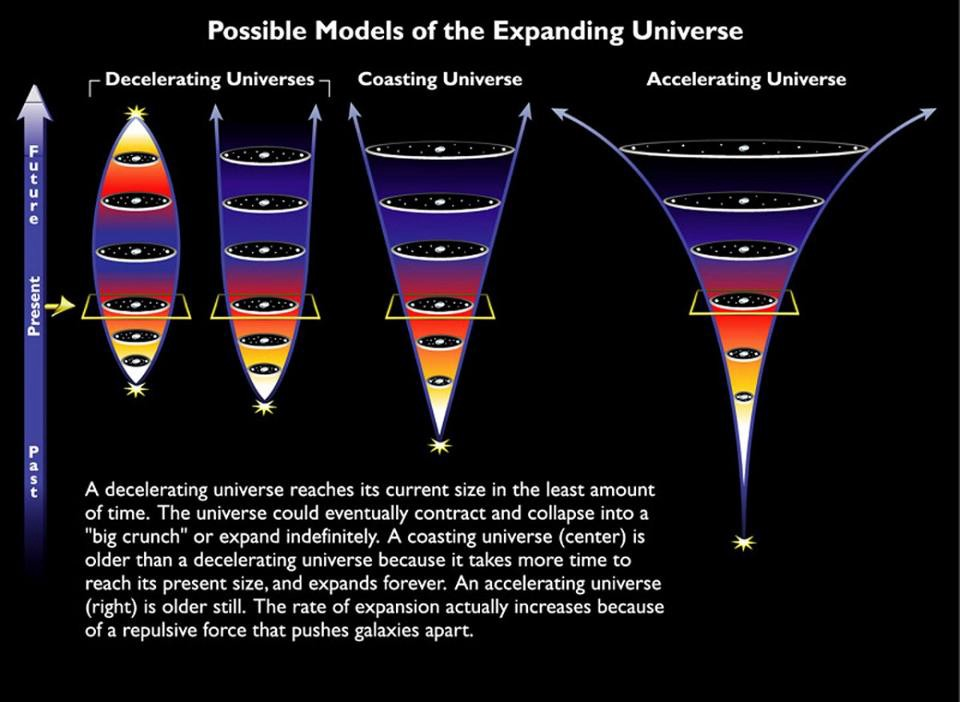 Possible Models of the Expanding Universe
Decelerating Universes
Coasting Universe
Accelerating Universe
Future
Present
Past
A decelerating universe reaches its current size in the least amount
of time. The universe could eventually contract and collapse into a
"big crunch" or expand indefinitely. A coasting universe (center) is
older than a decelerating universe because it takes more time to
reach its present size, and expands forever. An accelerating universe
(right) is older still. The rate of expansion actually increases because
of a repulsive force that pushes galaxies apart.